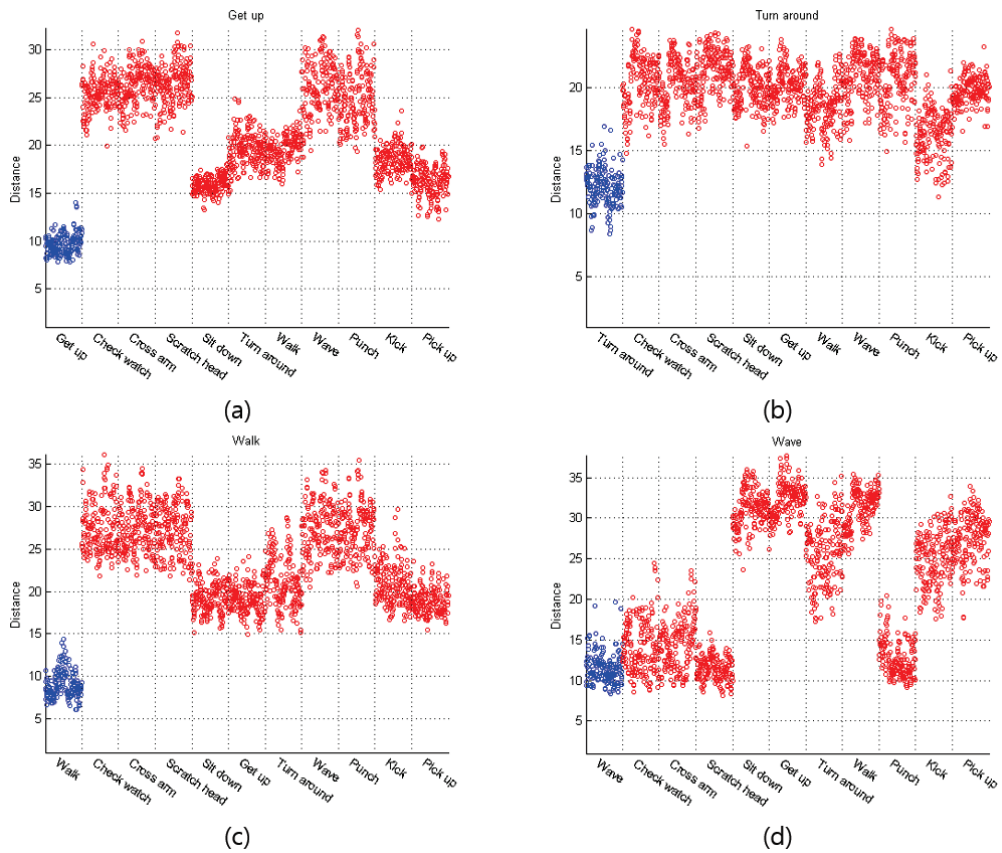 Get up
30
25
20
15
10
5
Distance
Get up
Check watch
Cross arm
Scratch head
Sit down
Turn around
Walk
Wave
Punch
Kick
Pick up
(a)
Turn around
20
15
10
5
Distance
Turn around
Check watch
Cross arm
Scratch head
Sit down
Get up
Walk
Wave
Punch
Kick
Pick up
(b)
Walk
35
30
25
20
15
10
5
Distance
Walk
Check watch
Cross arm
Scratch head
Sit down
Get up
Turn around
Wave
Punch
Kick
Pick up
(c)
Wave
35
30
25
20
15
10
5
Distance
Wave
Check watch
Cross arm
Scratch head
Sit down
Get up
Turn around
Walk
Punch
Kick
Pick up
(d)